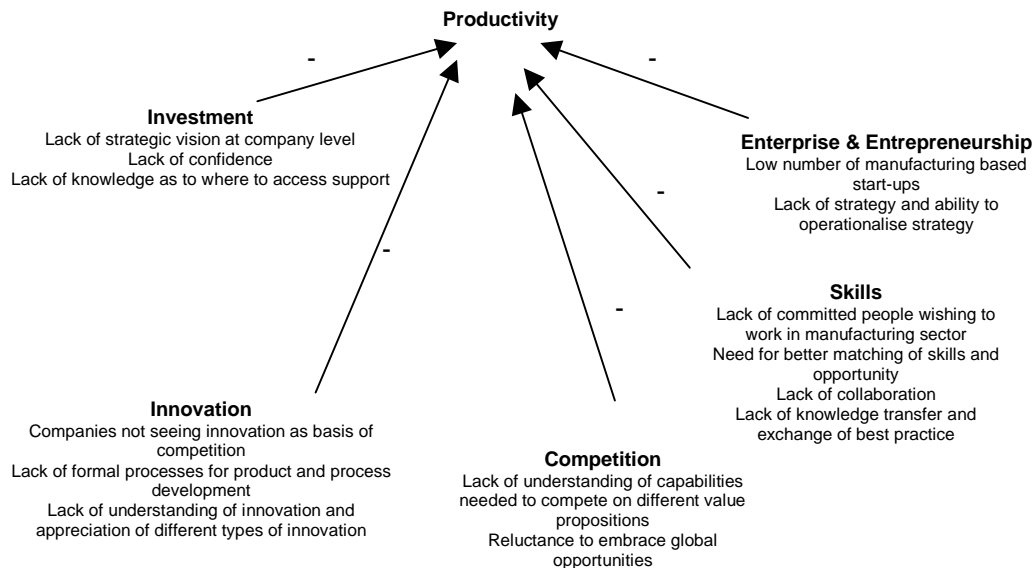 Productivity
-
-
Investment
Lack of strategic vision at company level
Lack of confidence
Lack of knowledge as to where to access support
Enterprise & Entrepreneurship
Low number of manufacturing based
start-ups
Lack of strategy and ability to
operationalise strategy
-
-
-
Skills
Lack of committed people wishing to
work in manufacturing sector
Need for better matching of skills and
opportunity
Lack of collaboration
Lack of knowledge transfer and
exchange of best practice
Innovation
Companies not seeing innovation as basis of
competition
Lack of formal processes for product and process
development
Lack of understanding of innovation and
appreciation of different types of innovation
Competition
Lack of understanding of capabilities
needed to compete on different value
propositions
Reluctance to embrace global
opportunities